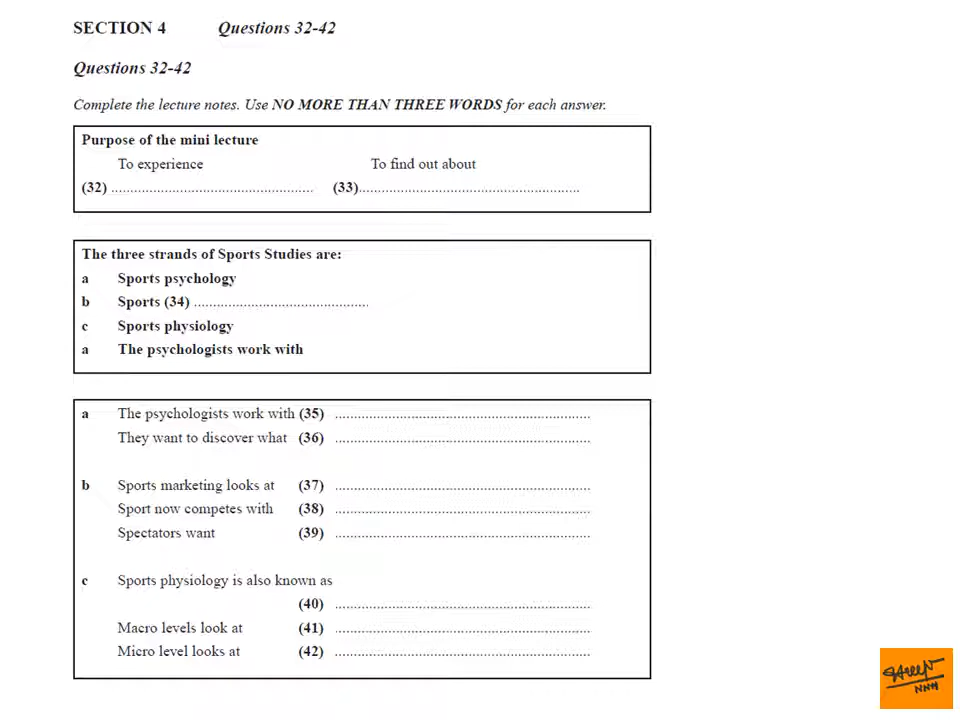 SECTION 4 Questions 32-42
Questions 32-42
Complete the lecture notes. Use NO MORE THAN THREE WORDS for each answer.
Purpose of the mini lecture
To experience To find out about
(32) ..................................................... (33)..........................................................
The three strands of Sports Studies are:
a Sports psychology
b Sports (34) ..............................................
c Sports physiology
a The psychologists work with
a The psychologists work with (35) ...................................................................
They want to discover what (36) ...................................................................
b Sports marketing looks at (37) ...................................................................
Sport now competes with (38) ...................................................................
Spectators want (39) ...................................................................
c Sports physiology is also known as
(40) ...................................................................
Macro levels look at (41) ...................................................................
Micro level looks at (42) ...................................................................